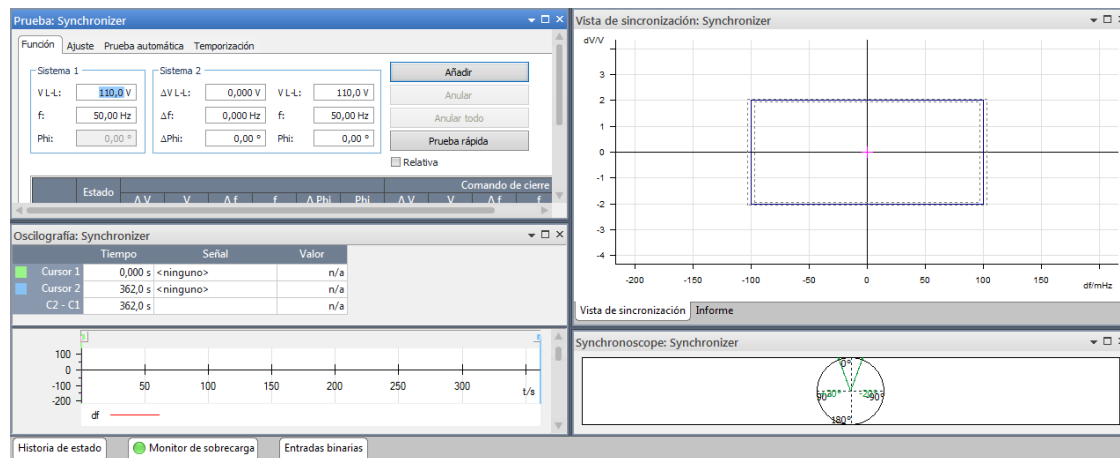 Prueba: Synchronizer
Función Ajuste Prueba automática Temporización
Sistema 1 Sistema 2
V L-L: 110,0 V ΔV L-L: 0,000 V V L-L: 110,0 V Añadir
Anular
f: 50,00 Hz Δf: 0,000 Hz f: 50,00 Hz
Anular todo
Phi: 0,00 ° ΔPhi: 0,00 ° Phi: 0,00 ° Prueba rápida
Relativa
Estado Comando de cierre
Δ V V Δ f f Δ Phi Phi Δ V V Δ f f
Oscilografía: Synchronizer
Tiempo Señal Valor
Cursor 1 0,000 s <ninguno> n/a
Cursor 2 362,0 s <ninguno> n/a
C2 - C1 362,0 s n/a
100
0
-100
-200
50 100 150 200 250 300
t/s
df
Vista de sincronización: Synchronizer
dV/V
3
2
1
0
-1
-2
-3
-4
-200 -150 -100 -50 0 50 100 150
df/mHz
Vista de sincronización Informe
Synchronoscope: Synchronizer
0°
90° -90°
180°
Historia de estado Monitor de sobrecarga Entradas binarias